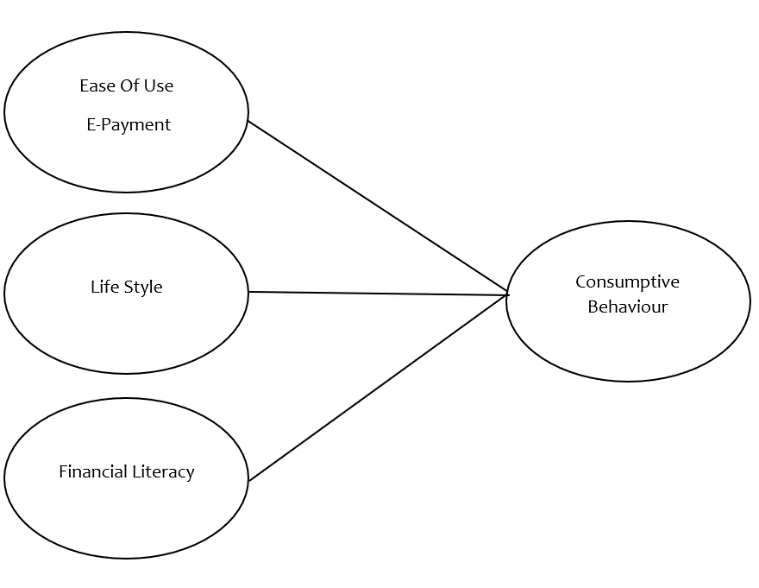 Ease Of Use
E-Payment
Life Style
Consumptive
Behaviour
Financial Literacy